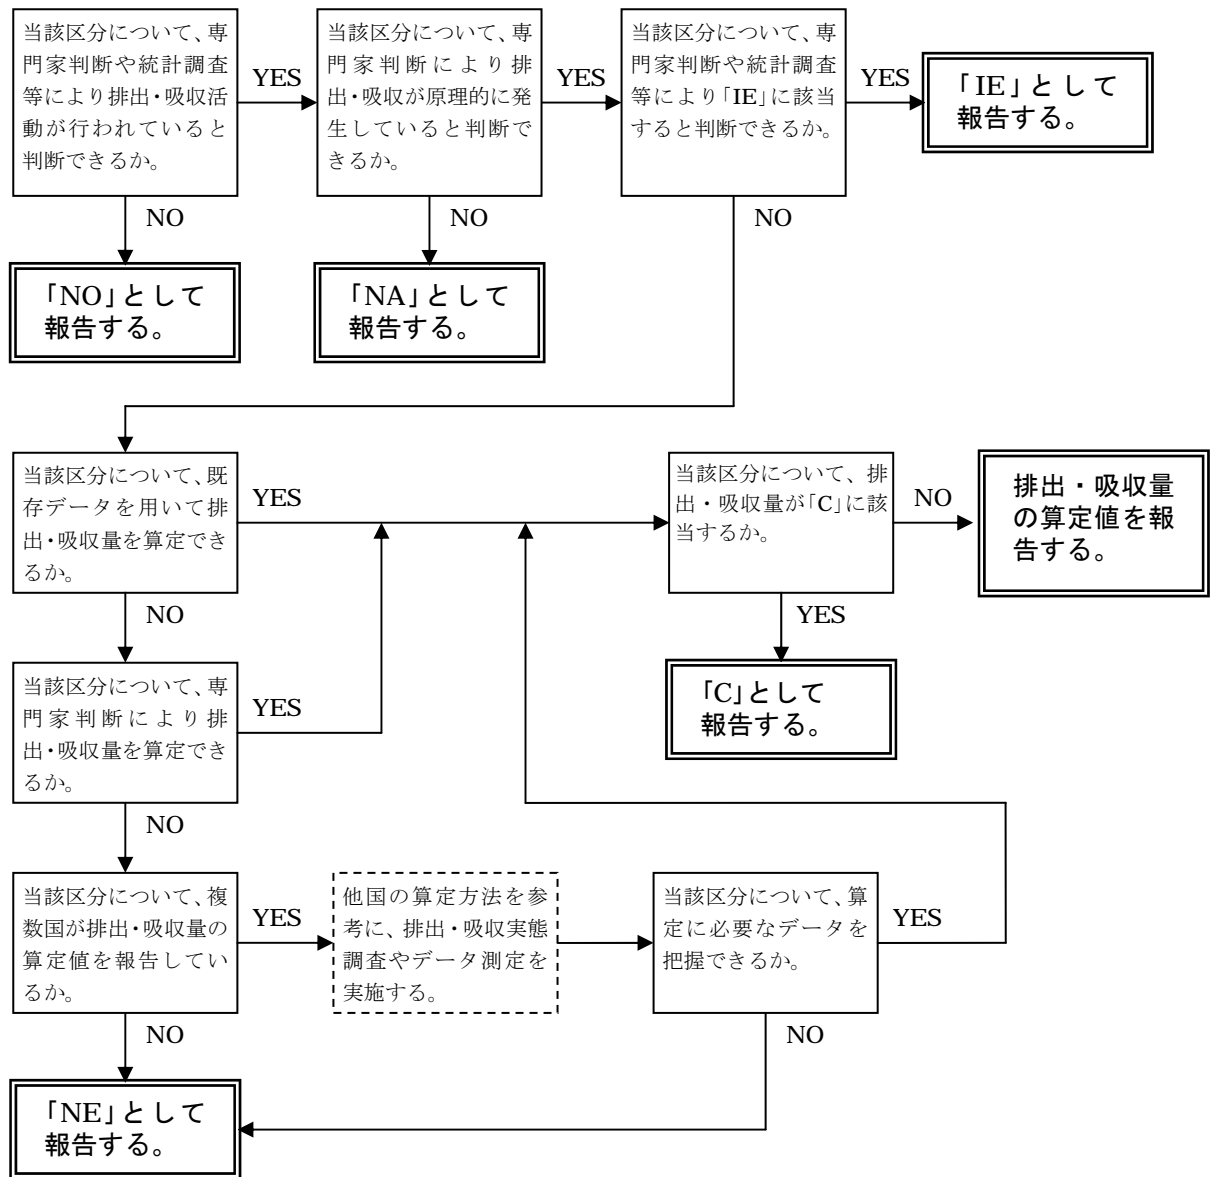 当該区分について、専
門家判断や統計調査
等により排出・吸収活
動が行われていると
判断できるか。
YES
当該区分について、専
門家判断により排
出・吸収が原理的に発
生していると判断で
きるか。
YES
当該区分について、専
門家判断や統計調査
等により「IE」に該当
すると判断できるか。
YES
「IE」として
報告する。
NO
NO
NO
「NO」として
報告する。
「NA」として
報告する。
当該区分について、既
存データを用いて排
出・吸収量を算定でき
るか。
YES
当該区分について、排
出・吸収量が「C」に該
当するか。
NO
排出・吸収量
の算定値を報
告する。
NO
YES
当該区分について、専
門家判断により排
出・吸収量を算定でき
るか。
YES
「C」として
報告する。
NO
当該区分について、複
数国が排出・吸収量の
算定値を報告してい
るか。
YES
他国の算定方法を参
考に、排出・吸収実態
調査やデータ測定を
実施する。
当該区分について、算
定に必要なデータを
把握できるか。
YES
NO
NO
「NE」として
報告する。